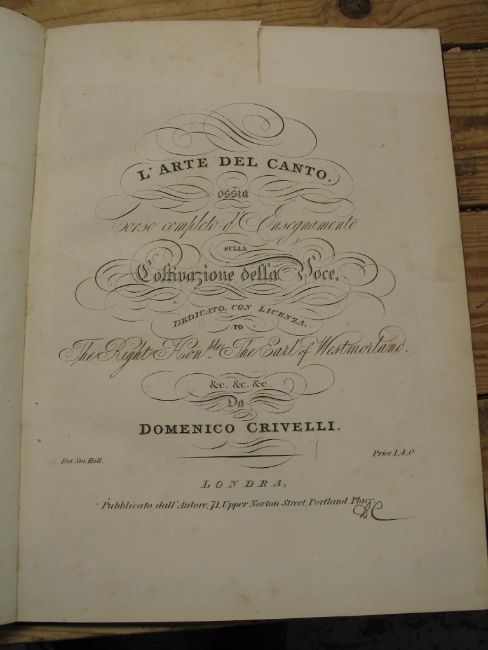 L'ARTE DEL CANTO,
ossia
Corso completo d'Ensegnamento
SULLA
Coltivazione della Voce,
DEDICATO, CON LICENZA,
TO
The Right Hon.ble The Earl of Westmorland.
&c. &c. &c.
Da
DOMENICO CRIVELLI.
Ent. Sta. Hall. Price 1,4,0
LONDRA,
Pubblicato dall'Autore, 71, Upper Norton Street, Portland Place.
DC